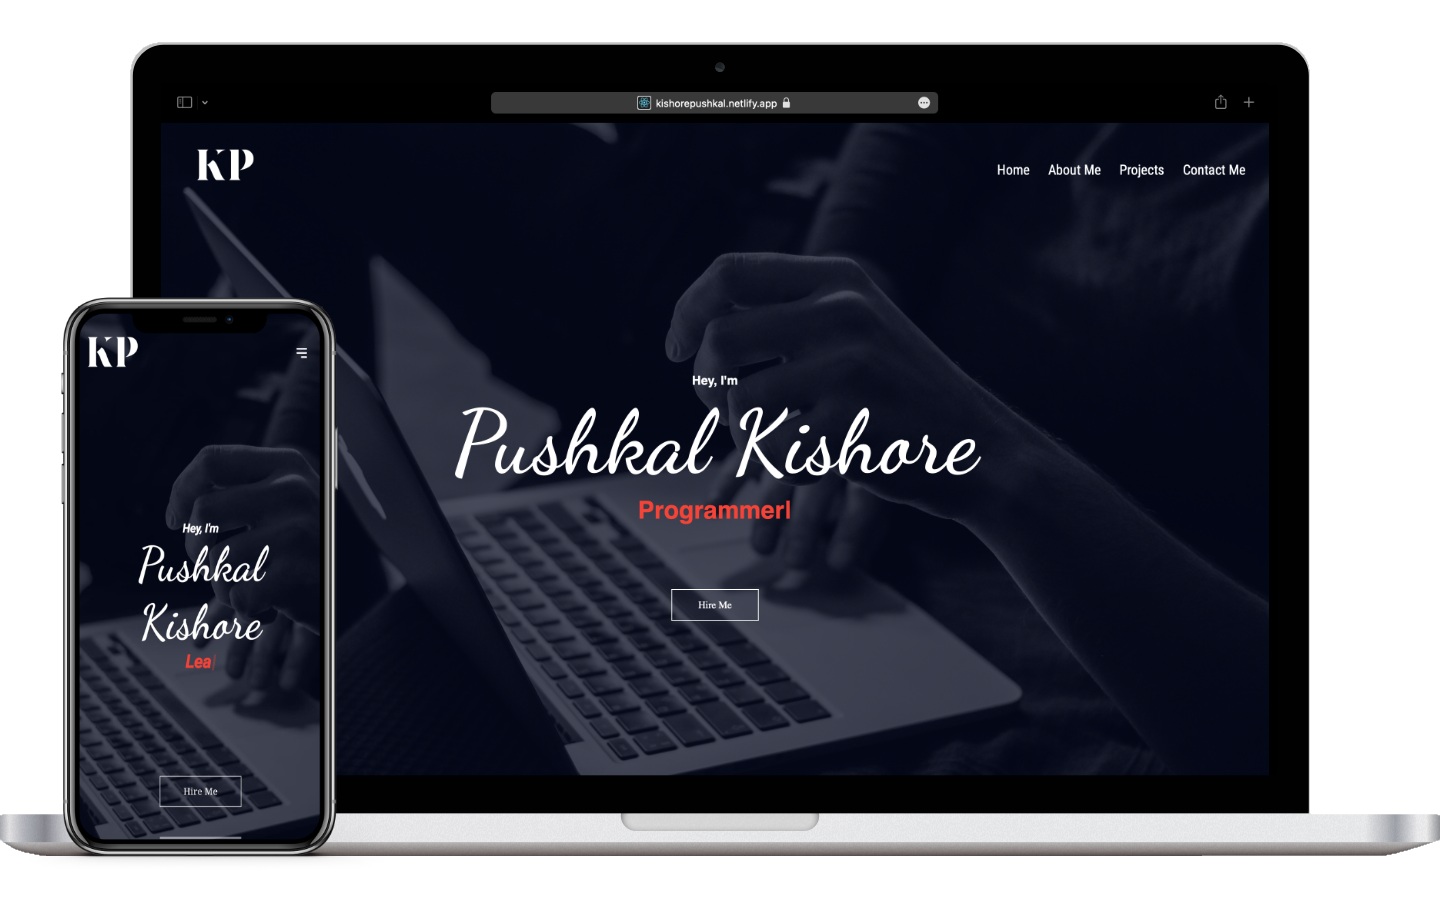 kishorepushkal.netlify.app
KP
Home About Me Projects Contact Me
Hey, I'm
Pushkal Kishore
Programmer|
Hire Me
KP
Hey, I'm
Pushkal
Kishore
Lea|
Hire Me